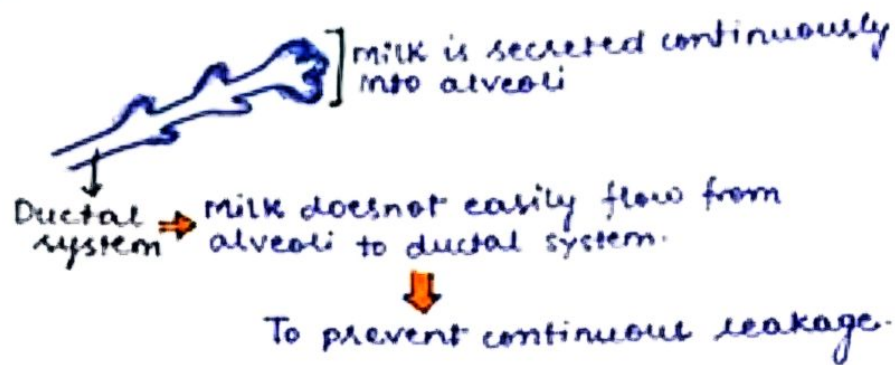 Milk is secreted continuously
into alveoli
Ductal
system
Milk doesnot easily flow from
alveoli to ductal system.
To prevent continuous leakage.